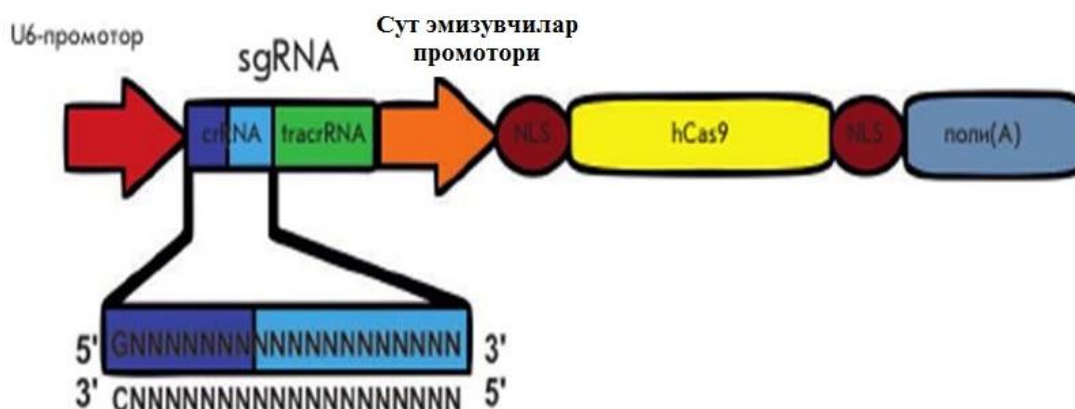 U6-промотор
Сут эмизувчилар
промотори
sgRNA
crRNA tracrRNA NLS hCas9 NLS поли(А)
5' GNNNNNNNNNNNNNNNNNNN 3'
3' CNNNNNNNNNNNNNNNNNNN 5'